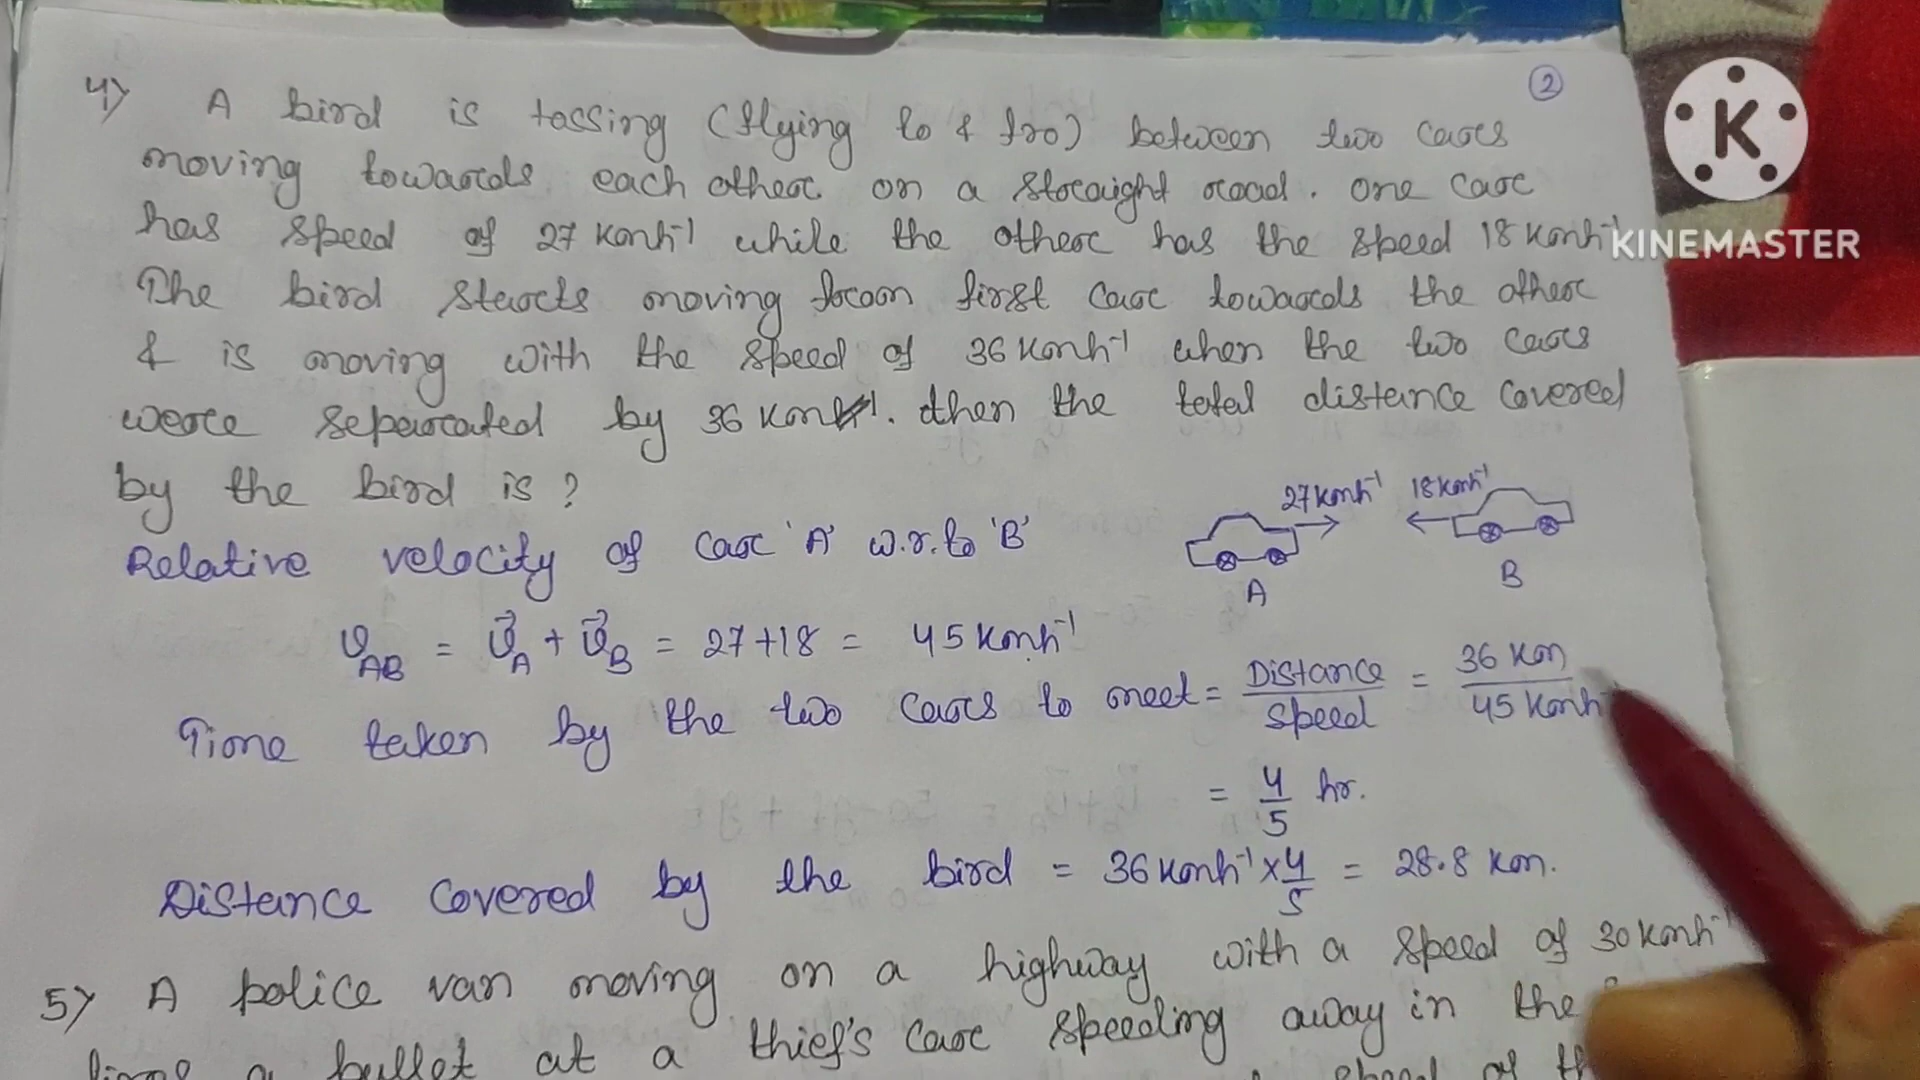 2
4) A bird is tossing (flying to & fro) between two cars
moving towards each other on a straight road. One car
has speed of 27 Kmh⁻¹ while the other has the speed 18 Kmh⁻¹
The bird starts moving from first car towards the other
& is moving with the speed of 36 Kmh⁻¹ when the two cars
were separated by 36 Km. then the total distance covered
by the bird is ?
27 Kmh⁻¹ 18 Kmh⁻¹
A B
Relative velocity of car 'A' w.r.to 'B'
V_AB = V⃗_A + V⃗_B = 27+18 = 45 Kmh⁻¹
Time taken by the two cars to meet = Distance/Speed = 36 Km/45 Kmh⁻¹
= 4/5 hr.
Distance covered by the bird = 36 Kmh⁻¹ × 4/5 = 28.8 Km.
5) A police van moving on a highway with a speed of 30 Kmh⁻¹
a bullet at a thief's car speeding away in the
speed of
K
KINEMASTER